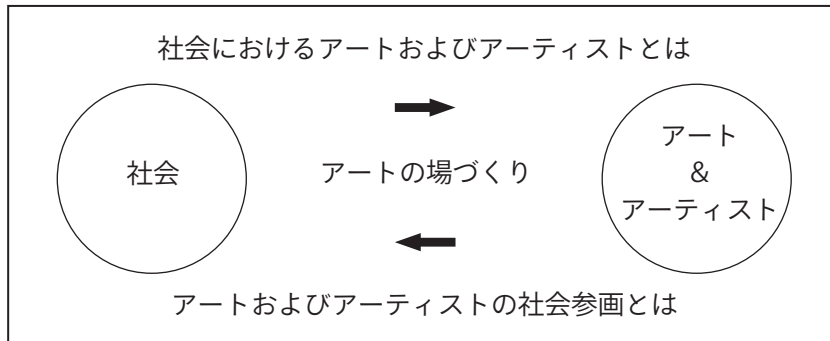 社会におけるアートおよびアーティストとは
社会
アートの場づくり
アート
&
アーティスト
アートおよびアーティストの社会参画とは